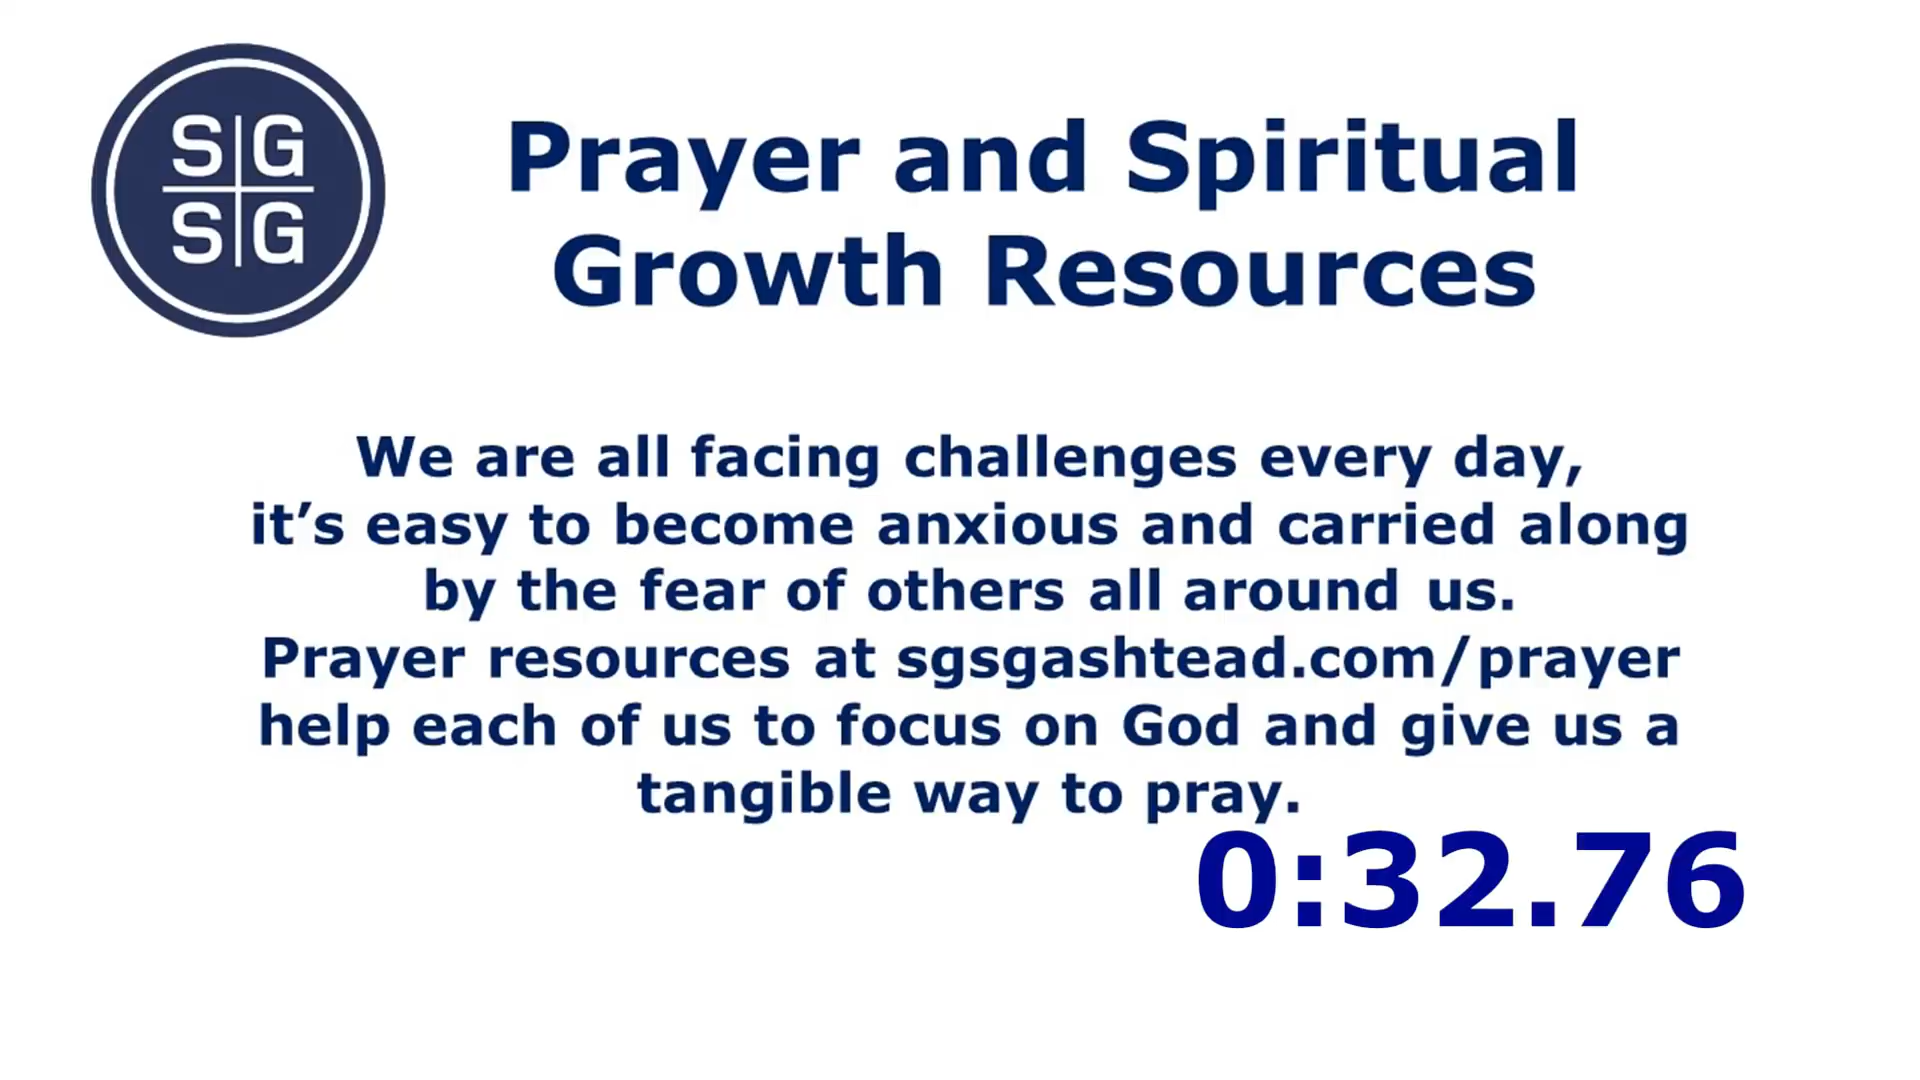 S G
S G
Prayer and Spiritual
Growth Resources
We are all facing challenges every day,
it’s easy to become anxious and carried along
by the fear of others all around us.
Prayer resources at sgsgashtead.com/prayer
help each of us to focus on God and give us a
tangible way to pray.
0:32.76